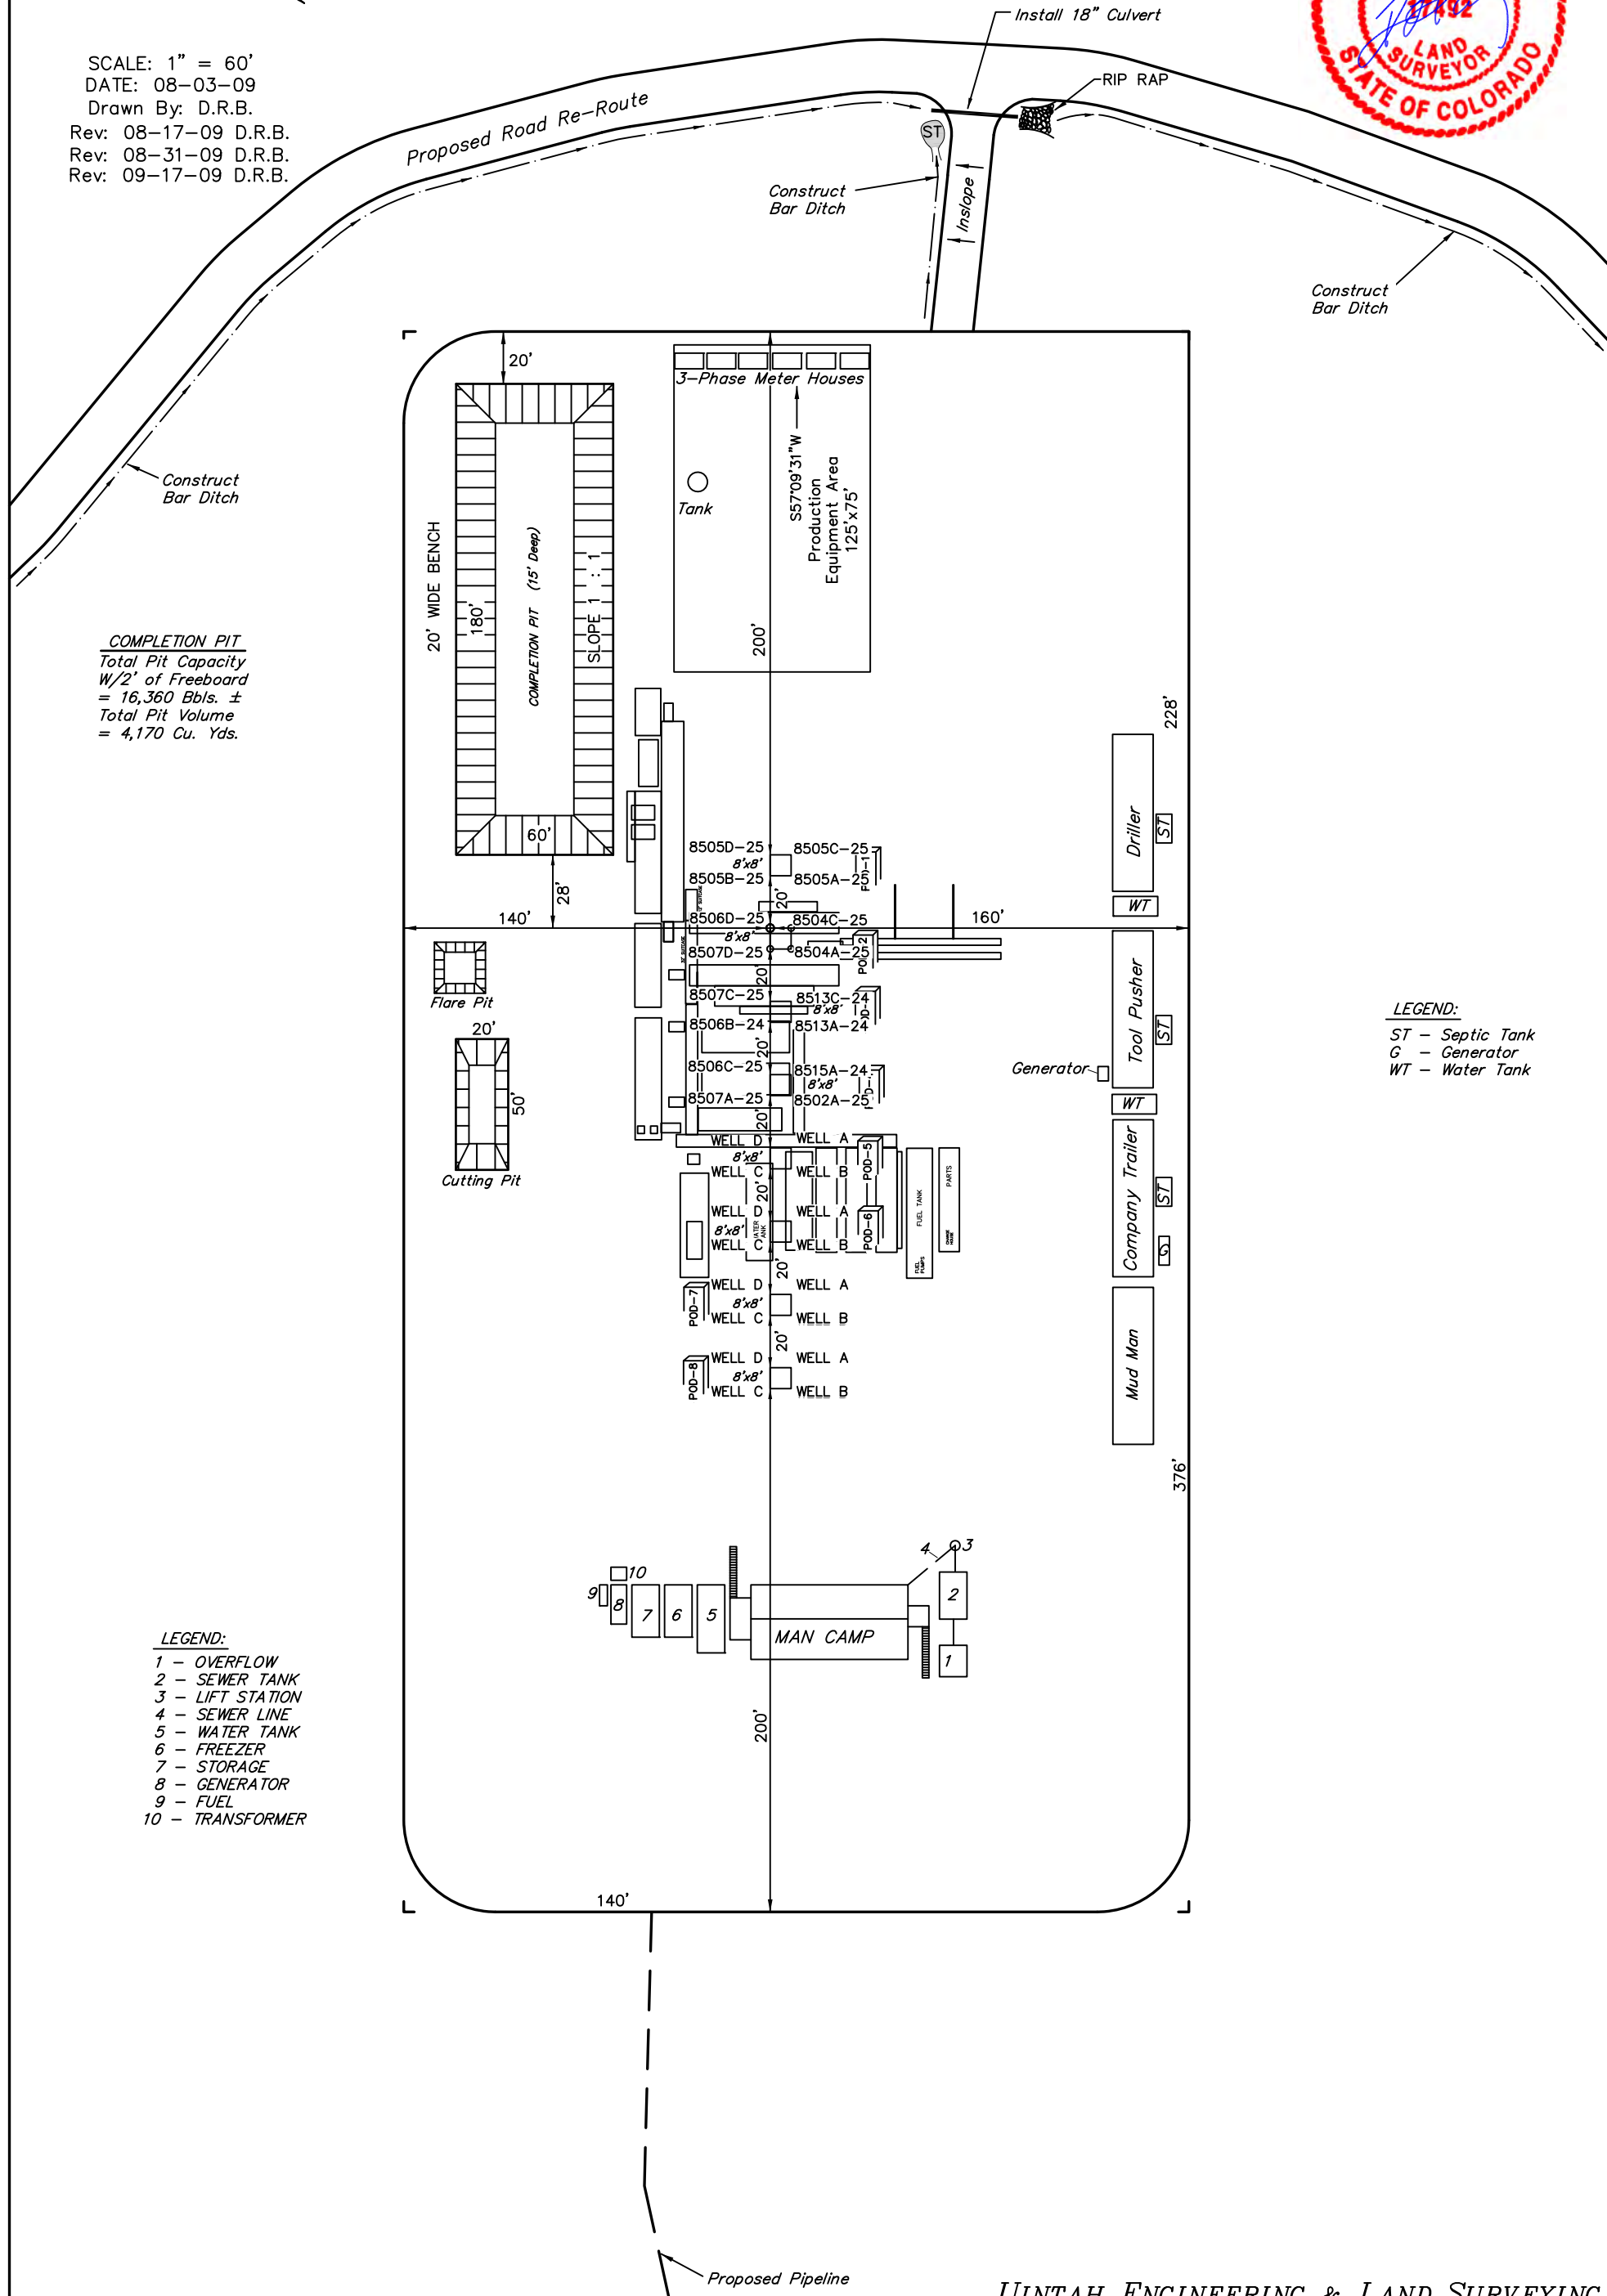 Install 18" Culvert
17492
LAND
SURVEYOR
STATE OF COLORADO
SCALE: 1" = 60'
DATE: 08-03-09
Drawn By: D.R.B.
Rev: 08-17-09 D.R.B.
Rev: 08-31-09 D.R.B.
Rev: 09-17-09 D.R.B.
Proposed Road Re-Route
RIP RAP
ST
Construct
Bar Ditch
Inslope
Construct
Bar Ditch
Construct
Bar Ditch
20'
3-Phase Meter Houses
S57°09'31"W
Production
Equipment Area
125'x75'
Tank
20' WIDE BENCH
180'
COMPLETION PIT (15' Deep)
SLOPE 1 : 1
60'
200'
228'
COMPLETION PIT
Total Pit Capacity
W/2' of Freeboard
= 16,360 Bbls. ±
Total Pit Volume
= 4,170 Cu. Yds.
8505D-25
8505C-25
8'x8'
8505B-25
8505A-25
20'
28'
140'
8506D-25
8504C-25
160'
8'x8'
8507D-25
8504A-25
20'
8507C-25
8513C-24
8'x8'
8506B-24
8513A-24
20'
8506C-25
8515A-24
8'x8'
8507A-25
8502A-25
20'
WELL D
WELL A
8'x8'
WELL C
WELL B
POD-5
20'
WELL D
WELL A
8'x8'
WELL C
WELL B
POD-6
20'
WELL D
WELL A
8'x8'
WELL C
WELL B
POD-7
20'
WELL D
WELL A
8'x8'
WELL C
WELL B
POD-8
FUEL TANK
FUEL
PUMPS
PARTS
Flare Pit
20'
50'
Cutting Pit
Driller
ST
WT
Tool Pusher
ST
Generator
WT
Company Trailer
ST
G
Mud Man
376'
LEGEND:
ST - Septic Tank
G - Generator
WT - Water Tank
10
9
8
7
6
5
MAN CAMP
4
3
2
1
200'
140'
LEGEND:
1 - OVERFLOW
2 - SEWER TANK
3 - LIFT STATION
4 - SEWER LINE
5 - WATER TANK
6 - FREEZER
7 - STORAGE
8 - GENERATOR
9 - FUEL
10 - TRANSFORMER
Proposed Pipeline
UINTAH ENGINEERING & LAND SURVEYING